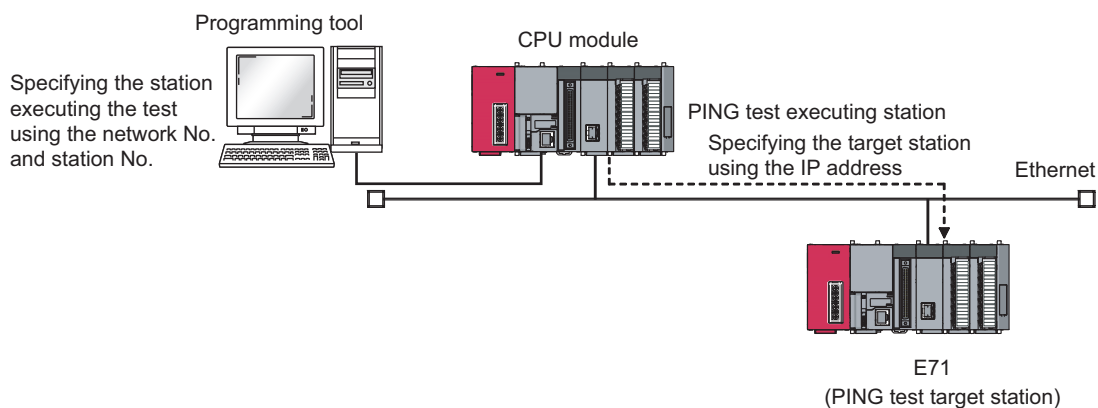 Programming tool
CPU module
Specifying the station
executing the test
using the network No.
and station No.
PING test executing station
Specifying the target station
using the IP address
Ethernet
E71
(PING test target station)